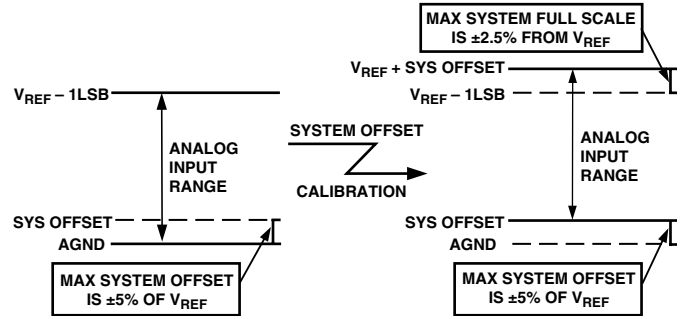 MAX SYSTEM FULL SCALE
IS ±2.5% FROM VREF
VREF + SYS OFFSET
VREF – 1LSB
VREF – 1LSB
SYSTEM OFFSET
ANALOG
INPUT
RANGE
ANALOG
INPUT
RANGE
CALIBRATION
SYS OFFSET
SYS OFFSET
AGND
AGND
MAX SYSTEM OFFSET
IS ±5% OF VREF
MAX SYSTEM OFFSET
IS ±5% OF VREF